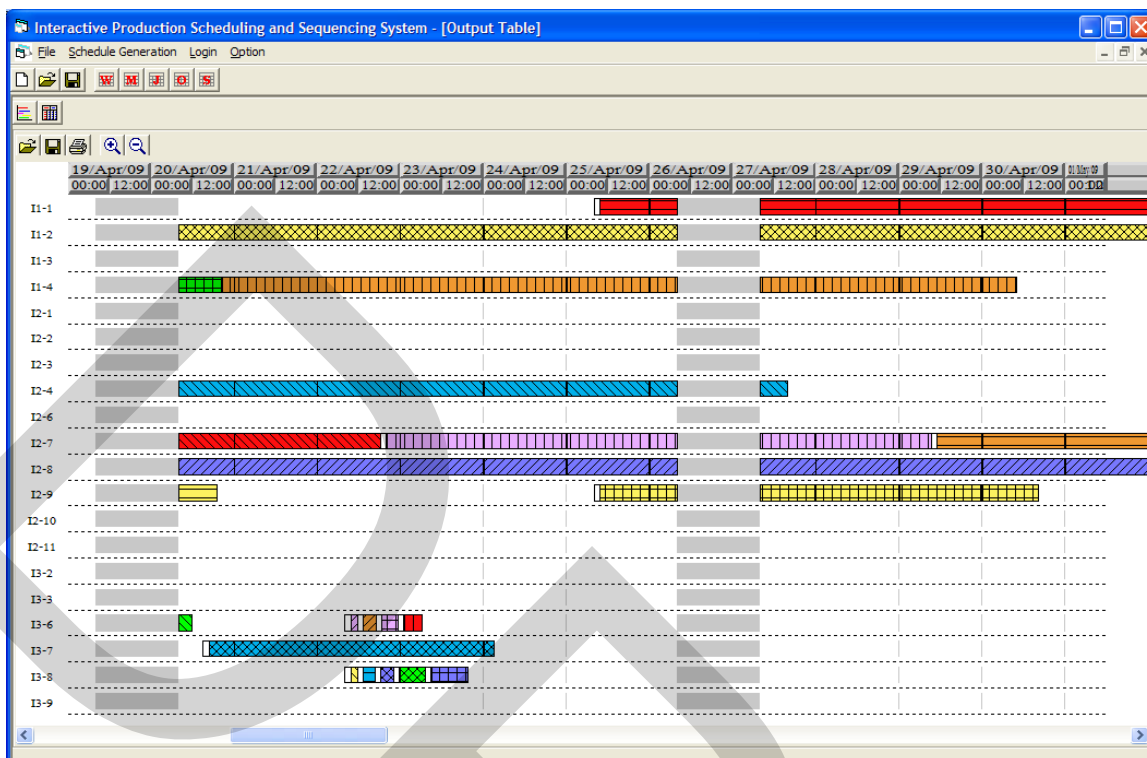 Interactive Production Scheduling and Sequencing System - [Output Table]
File Schedule Generation Login Option
W M J O S
19/Apr/09 20/Apr/09 21/Apr/09 22/Apr/09 23/Apr/09 24/Apr/09 25/Apr/09 26/Apr/09 27/Apr/09 28/Apr/09 29/Apr/09 30/Apr/09 01/May/09
00:00 12:00 00:00 12:00 00:00 12:00 00:00 12:00 00:00 12:00 00:00 12:00 00:00 12:00 00:00 12:00 00:00 12:00 00:00 12:00 00:00 12:00 00:00 12:00
I1-1
I1-2
I1-3
I1-4
I2-1
I2-2
I2-3
I2-4
I2-6
I2-7
I2-8
I2-9
I2-10
I2-11
I3-2
I3-3
I3-6
I3-7
I3-8
I3-9